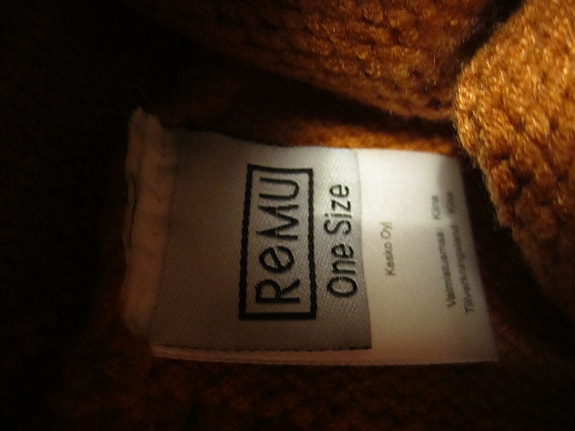 ReMU
One Size
Kesko Oyj
Valmistusmaa: Kiina
Tillverkningsland: Kina